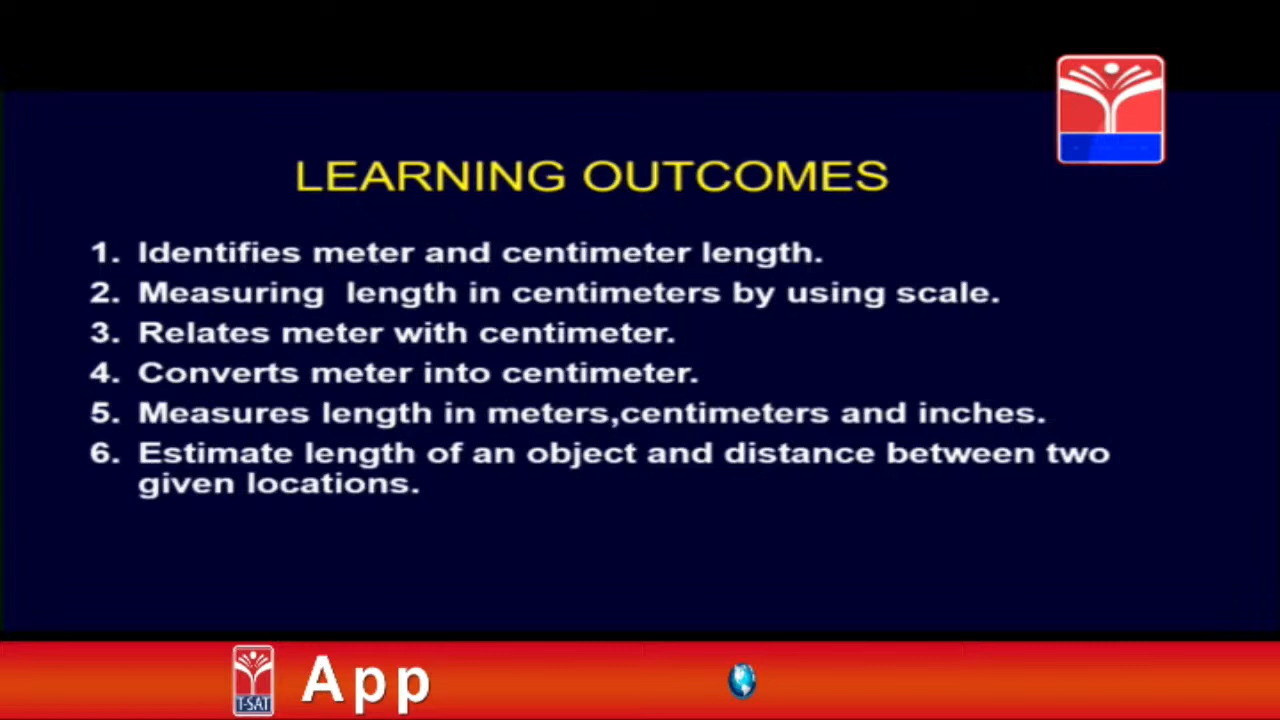 LEARNING OUTCOMES
1. Identifies meter and centimeter length.
2. Measuring length in centimeters by using scale.
3. Relates meter with centimeter.
4. Converts meter into centimeter.
5. Measures length in meters,centimeters and inches.
6. Estimate length of an object and distance between two
given locations.
T-SAT App